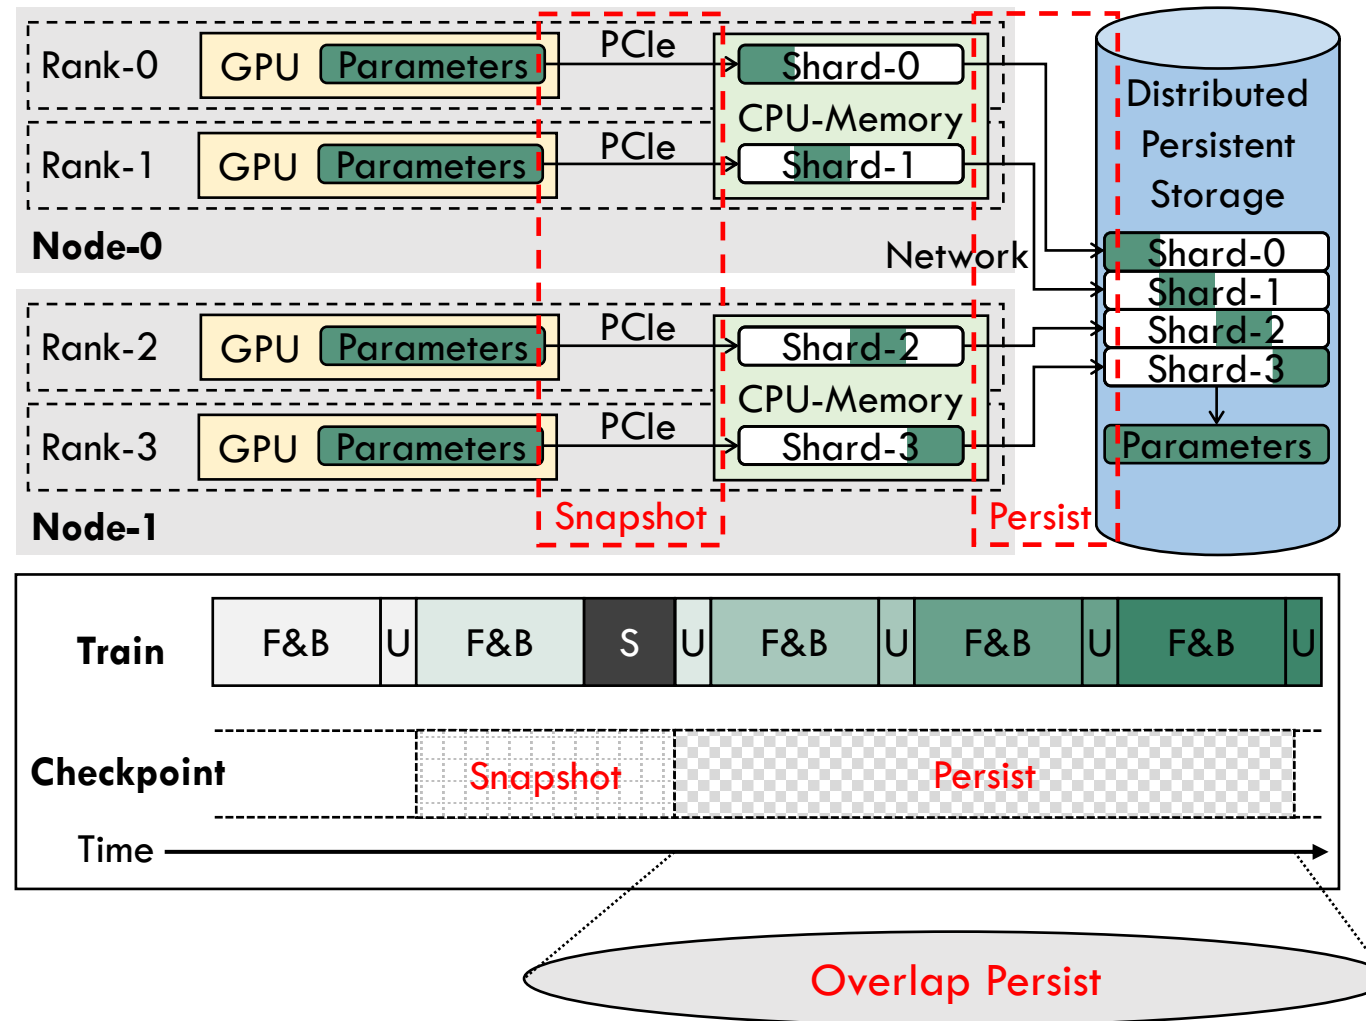 Rank-0
GPU
Parameters
PCIe
Shard-0
CPU-Memory
Rank-1
GPU
Parameters
PCIe
Shard-1
Node-0
Network
Rank-2
GPU
Parameters
PCIe
Shard-2
CPU-Memory
Rank-3
GPU
Parameters
PCIe
Shard-3
Node-1
Snapshot
Persist
Distributed
Persistent
Storage
Shard-0
Shard-1
Shard-2
Shard-3
Parameters
Train
F&B
U
F&B
S
U
F&B
U
F&B
U
F&B
U
Checkpoint
Snapshot
Persist
Time
Overlap Persist